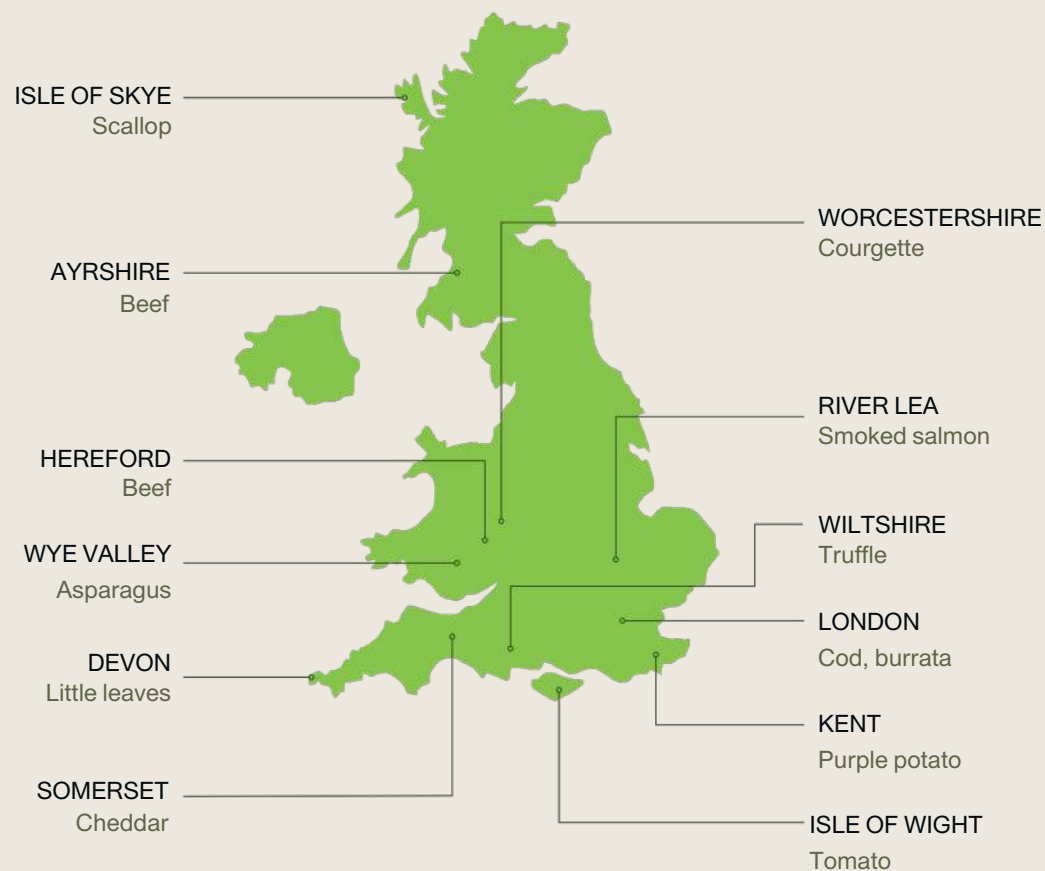 ISLE OF SKYE
Scallop
AYRSHIRE
Beef
HEREFORD
Beef
WYE VALLEY
Asparagus
DEVON
Little leaves
SOMERSET
Cheddar
WORCESTERSHIRE
Courgette
RIVER LEA
Smoked salmon
WILTSHIRE
Truffle
LONDON
Cod, burrata
KENT
Purple potato
ISLE OF WIGHT
Tomato